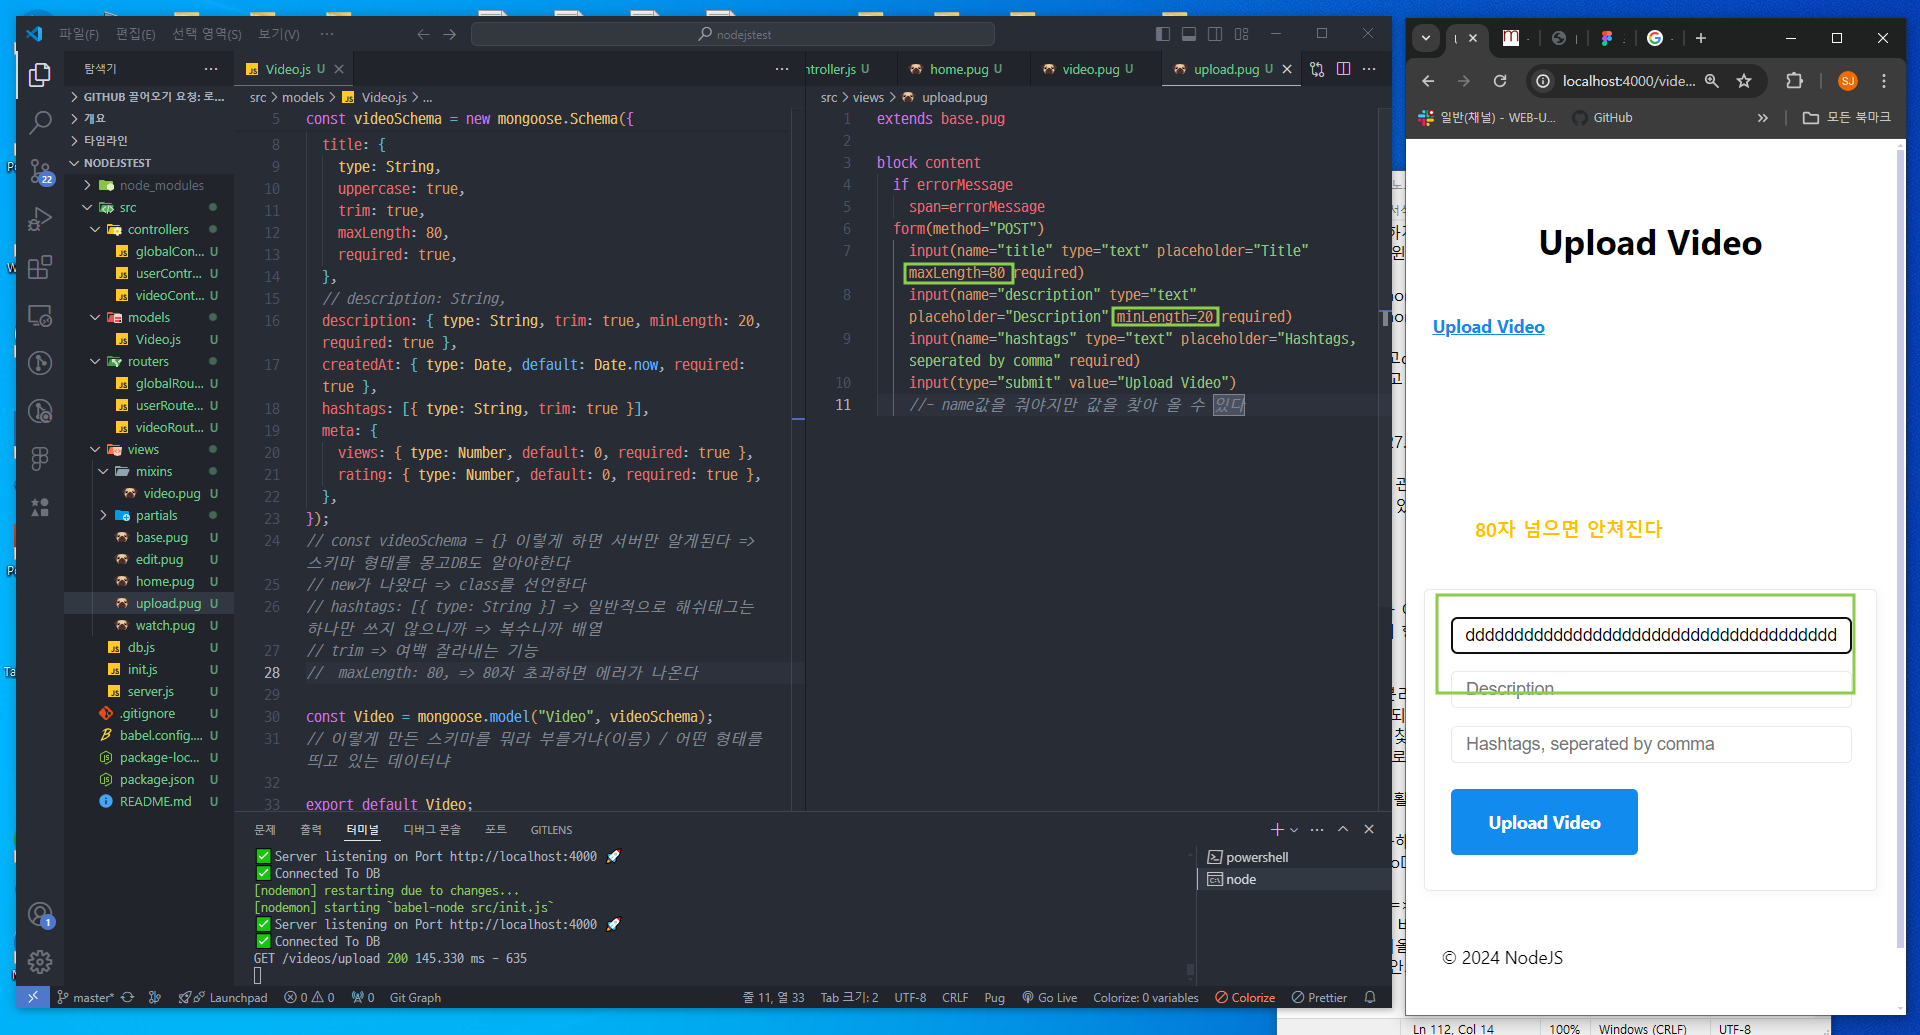 파일(F) 편집(E) 선택 영역(S) 보기(V) ··· nodejstest
탐색기 ···
GITHUB 끌어오기 요청: 로...
개요
타임라인
NODEJSTEST
node_modules
src
controllers
globalCon... U
userContr... U
videoCont... U
models
Video.js U
routers
globalRou... U
userRoute... U
videoRout... U
views
mixins
video.pug U
partials
base.pug U
edit.pug U
home.pug U
upload.pug U
watch.pug U
db.js U
init.js U
server.js U
.gitignore U
babel.config.... U
package-loc... U
package.json U
README.md U
22
1
Video.js U
src > models > Video.js > ...
5 const videoSchema = new mongoose.Schema({
8 title: {
9 type: String,
10 uppercase: true,
11 trim: true,
12 maxLength: 80,
13 required: true,
14 },
15 // description: String,
16 description: { type: String, trim: true, minLength: 20,
required: true },
17 createdAt: { type: Date, default: Date.now, required:
true },
18 hashtags: [{ type: String, trim: true }],
19 meta: {
20 views: { type: Number, default: 0, required: true },
21 rating: { type: Number, default: 0, required: true },
22 },
23 });
24 // const videoSchema = {} 이렇게 하면 서버만 알게된다 =>
스키마 형태를 몽고DB도 알아야한다
25 // new가 나왔다 => class를 선언한다
26 // hashtags: [{ type: String }] => 일반적으로 해쉬태그는
하나만 쓰지 않으니까 => 복수니까 배열
27 // trim => 여백 잘라내는 기능
28 //  maxLength: 80, => 80자 초과하면 에러가 나온다
29
30 const Video = mongoose.model("Video", videoSchema);
31 // 이렇게 만든 스키마를 뭐라 부를거냐(이름) / 어떤 형태를
띄고 있는 데이터냐
32
33 export default Video;
ntroller.js U home.pug U video.pug U upload.pug U
src > views > upload.pug
1 extends base.pug
2
3 block content
4 if errorMessage
5 span=errorMessage
6 form(method="POST")
7 input(name="title" type="text" placeholder="Title"
maxLength=80 required)
8 input(name="description" type="text"
placeholder="Description" minLength=20 required)
9 input(name="hashtags" type="text" placeholder="Hashtags,
seperated by comma" required)
10 input(type="submit" value="Upload Video")
11 //- name값을 줘야지만 값을 찾아 올 수 있다
문제 출력 터미널 디버그 콘솔 포트 GITLENS
Server listening on Port http://localhost:4000
Connected To DB
[nodemon] restarting due to changes...
[nodemon] starting `babel-node src/init.js`
Server listening on Port http://localhost:4000
Connected To DB
GET /videos/upload 200 145.330 ms - 635
powershell
node
master* Launchpad 0 0 0 Git Graph 줄 11, 열 33 Tab 크기: 2 UTF-8 CRLF Pug Go Live Colorize: 0 variables Colorize Prettier
localhost:4000/vide... SJ
일반(채널) - WEB-U... GitHub » 모든 북마크
Upload Video
Upload Video
80자 넘으면 안쳐진다
dddddddddddddddddddddddddddddddddddddd
Description
Hashtags, seperated by comma
Upload Video
© 2024 NodeJS
Ln 112, Col 14 100% Windows (CRLF) UTF-8